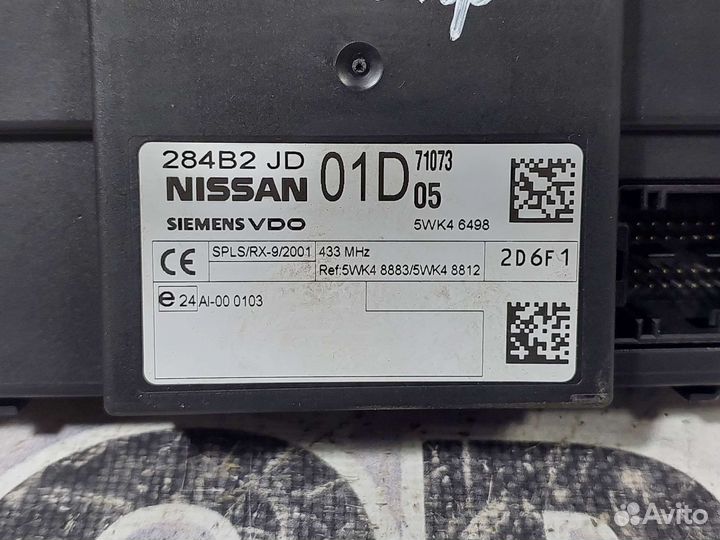 284B2 JD 01D 71073
NISSAN 05
SIEMENS VDO 5WK4 6498
CE SPLS/RX-9/2001 433 MHz 2D6F1
Ref:5WK4 8883/5WK4 8812
e 24 AI-00 0103
Avito